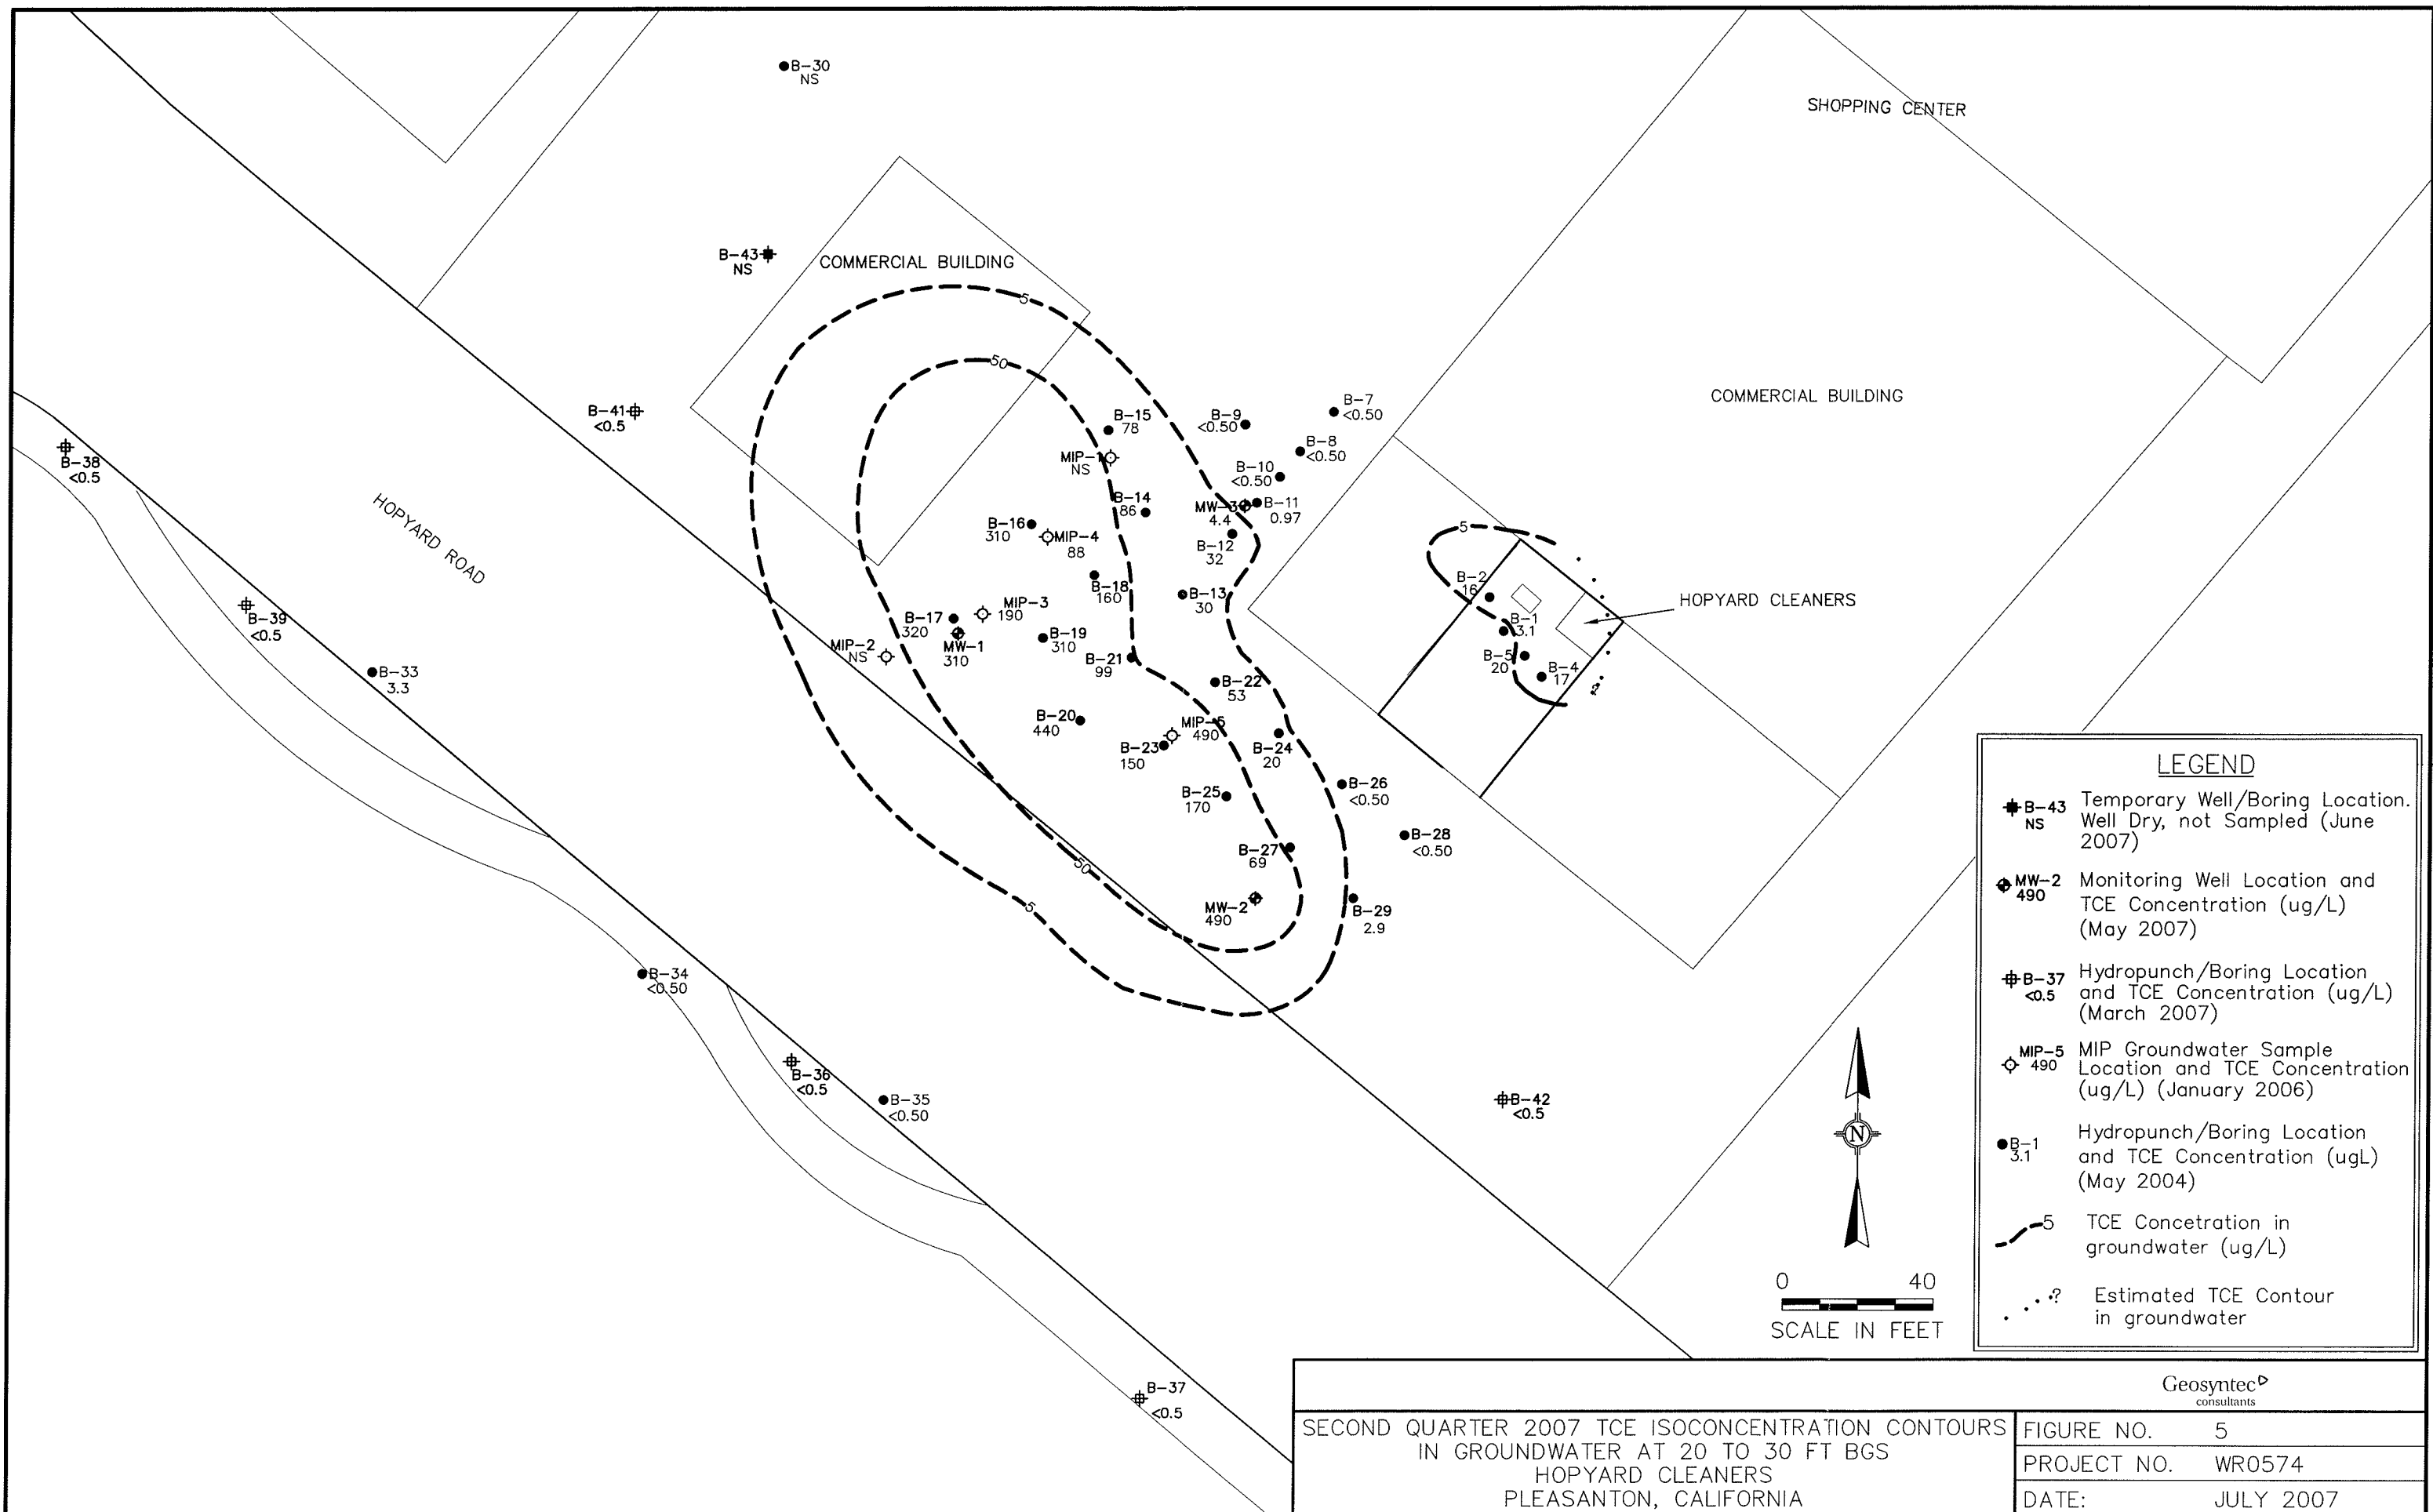 B-30
NS
SHOPPING CENTER
B-43
NS
COMMERCIAL BUILDING
5
50
B-41
<0.5
B-38
<0.5
HOPYARD ROAD
B-15
78
MIP-1
NS
B-9
<0.50
B-7
<0.50
B-8
<0.50
B-10
<0.50
COMMERCIAL BUILDING
B-14
86
MW-3
4.4
B-11
0.97
B-16
310
MIP-4
88
B-12
32
5
B-18
160
B-13
30
B-2
16
HOPYARD CLEANERS
B-39
<0.5
B-17
320
MIP-3
190
MW-1
310
B-19
310
MIP-2
NS
B-1
3.1
B-21
99
B-5
20
B-4
17
?
B-33
3.3
B-22
53
B-20
440
MIP-5
490
B-23
150
B-24
20
B-25
170
B-26
<0.50
B-28
<0.50
B-27
69
50
5
MW-2
490
B-29
2.9
B-34
<0.50
B-36
<0.5
B-35
<0.50
B-42
<0.5
B-37
<0.5
N
0 40
SCALE IN FEET
LEGEND
B-43 Temporary Well/Boring Location.
NS Well Dry, not Sampled (June
2007)
MW-2 Monitoring Well Location and
490 TCE Concentration (ug/L)
(May 2007)
B-37 Hydropunch/Boring Location
<0.5 and TCE Concentration (ug/L)
(March 2007)
MIP-5 MIP Groundwater Sample
490 Location and TCE Concentration
(ug/L) (January 2006)
B-1 Hydropunch/Boring Location
3.1 and TCE Concentration (ugL)
(May 2004)
5 TCE Concetration in
groundwater (ug/L)
? Estimated TCE Contour
in groundwater
Geosyntec
consultants
SECOND QUARTER 2007 TCE ISOCONCENTRATION CONTOURS
IN GROUNDWATER AT 20 TO 30 FT BGS
HOPYARD CLEANERS
PLEASANTON, CALIFORNIA
FIGURE NO. 5
PROJECT NO. WR0574
DATE: JULY 2007